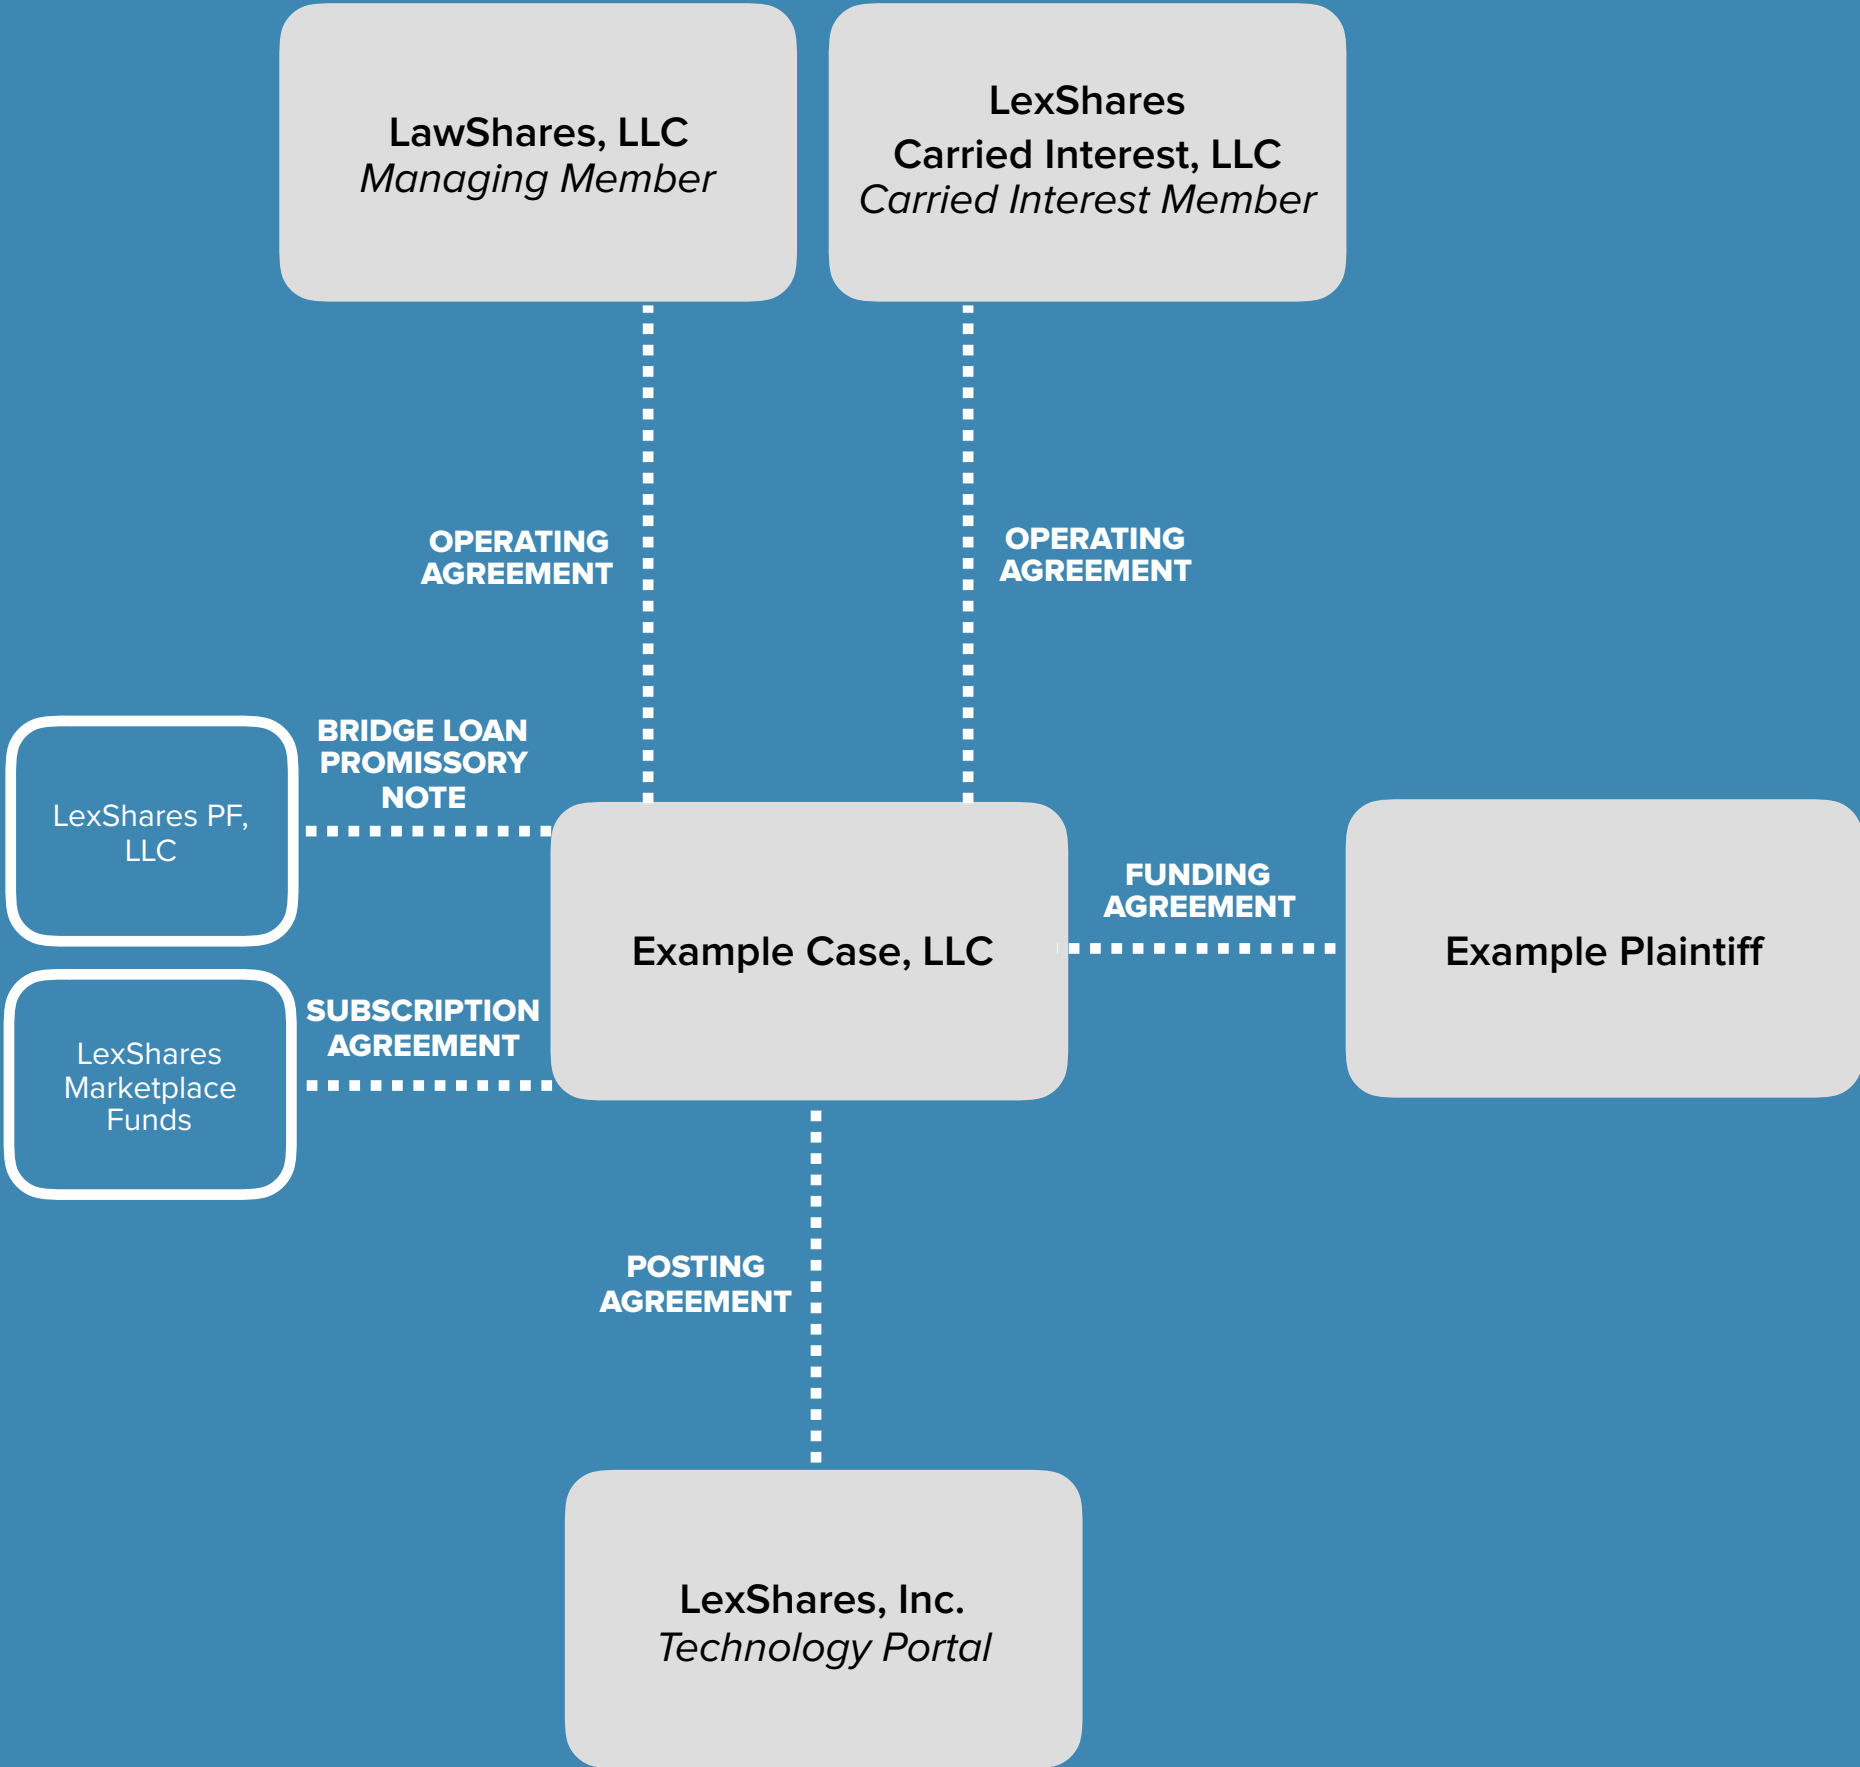 LawShares, LLC
Managing Member
LexShares
Carried Interest, LLC
Carried Interest Member
OPERATING
AGREEMENT
OPERATING
AGREEMENT
BRIDGE LOAN
PROMISSORY
NOTE
LexShares PF,
LLC
FUNDING
AGREEMENT
Example Case, LLC
Example Plaintiff
SUBSCRIPTION
AGREEMENT
LexShares
Marketplace
Funds
POSTING
AGREEMENT
LexShares, Inc.
Technology Portal